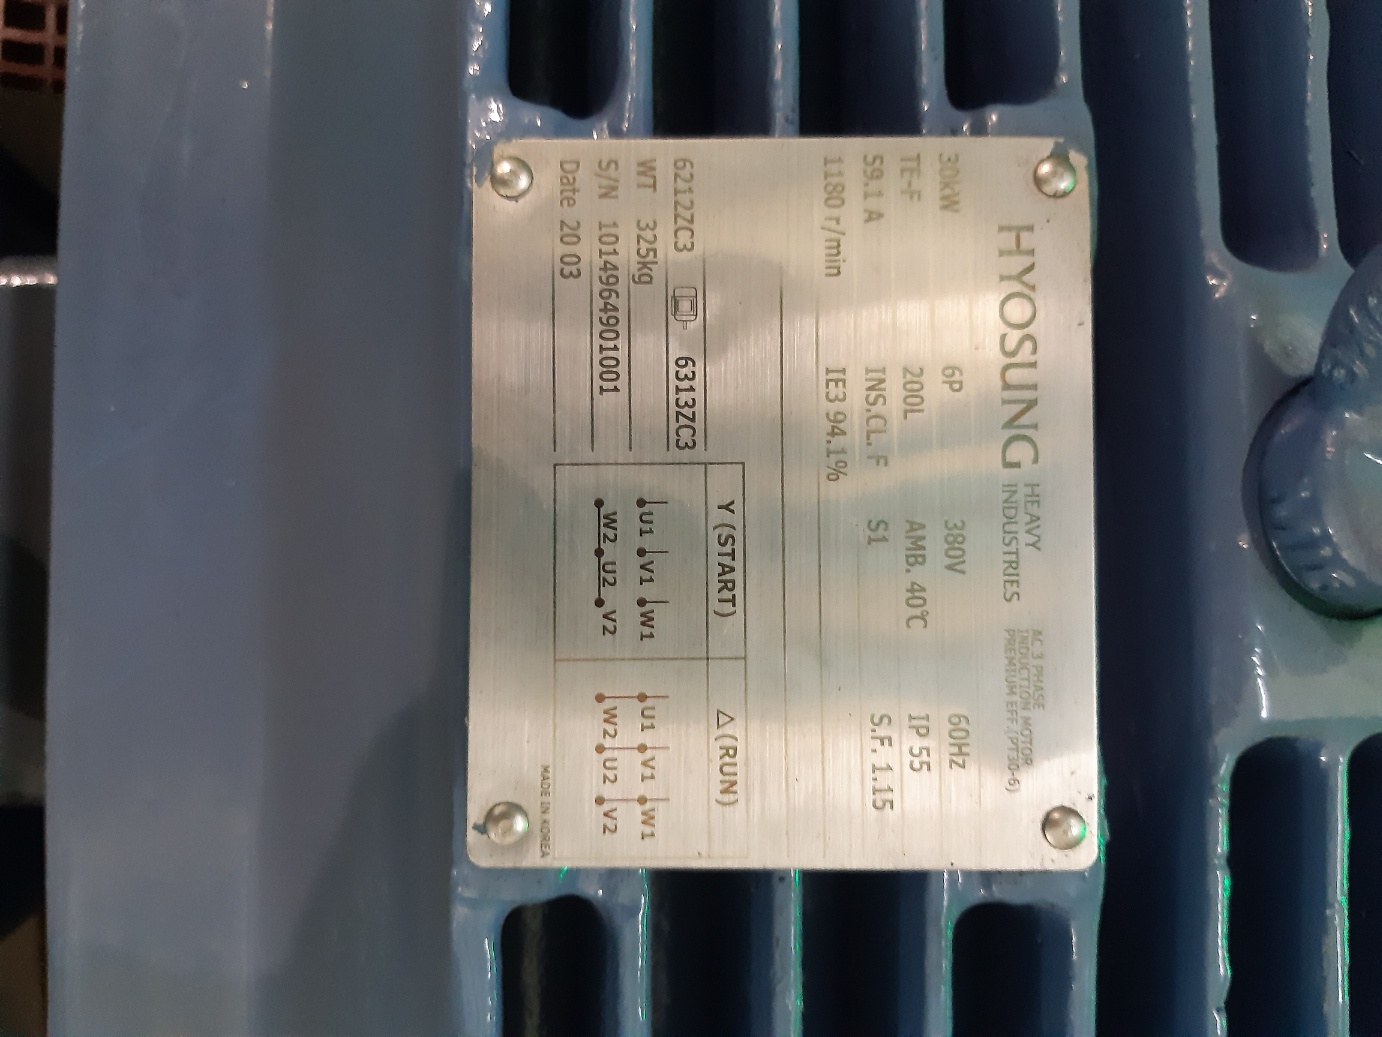 HYOSUNG HEAVY INDUSTRIES
AC 3 PHASE
INDUCTION MOTOR
PREMIUM EFF.(PT30-6)
30kW 6P 380V 60Hz
TE-F 200L AMB. 40℃ IP 55
59.1 A INS.CL. F S1 S.F. 1.15
1180 r/min IE3 94.1%
6212ZC3 6313ZC3
WT 325kg
S/N 1014964901001
Date 20 03
Y (START) △ (RUN)
U1 V1 W1 U1 V1 W1
W2 U2 V2 W2 U2 V2
MADE IN KOREA